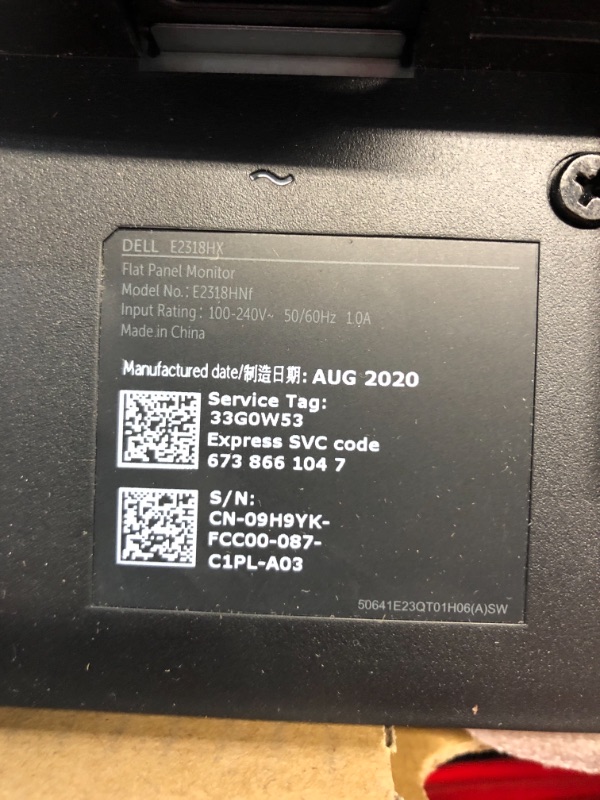 ~
DELL E2318HX
Flat Panel Monitor
Model No.: E2318HNf
Input Rating: 100-240V~ 50/60Hz 1.0A
Made in China
Manufactured date/制造日期: AUG 2020
Service Tag:
33G0W53
Express SVC code
673 866 104 7
S/N:
CN-09H9YK-
FCC00-087-
C1PL-A03
50641E23QT01H06(A)SW